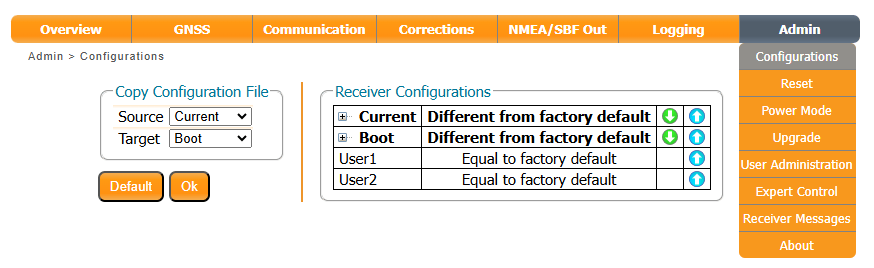 Overview GNSS Communication Corrections NMEA/SBF Out Logging Admin
Admin > Configurations
Configurations
Reset
Power Mode
Upgrade
User Administration
Expert Control
Receiver Messages
About
Copy Configuration File
Source Current
Target Boot
Default Ok
Receiver Configurations
Current Different from factory default
Boot Different from factory default
User1 Equal to factory default
User2 Equal to factory default